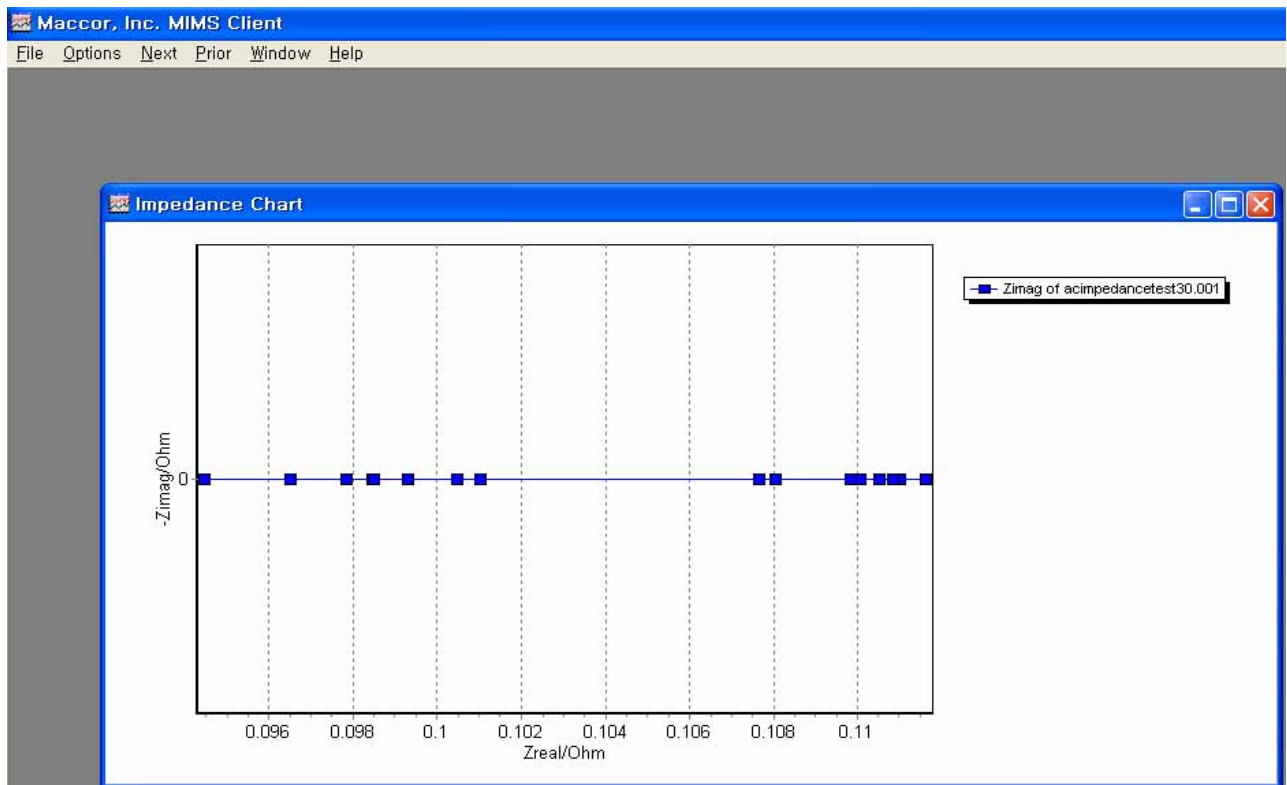 Maccor, Inc. MIMS Client
File Options Next Prior Window Help
Impedance Chart
Zimag of acimpedancetest30.001
-Zimag/Ohm
0
0.096 0.098 0.1 0.102 0.104 0.106 0.108 0.11
Zreal/Ohm